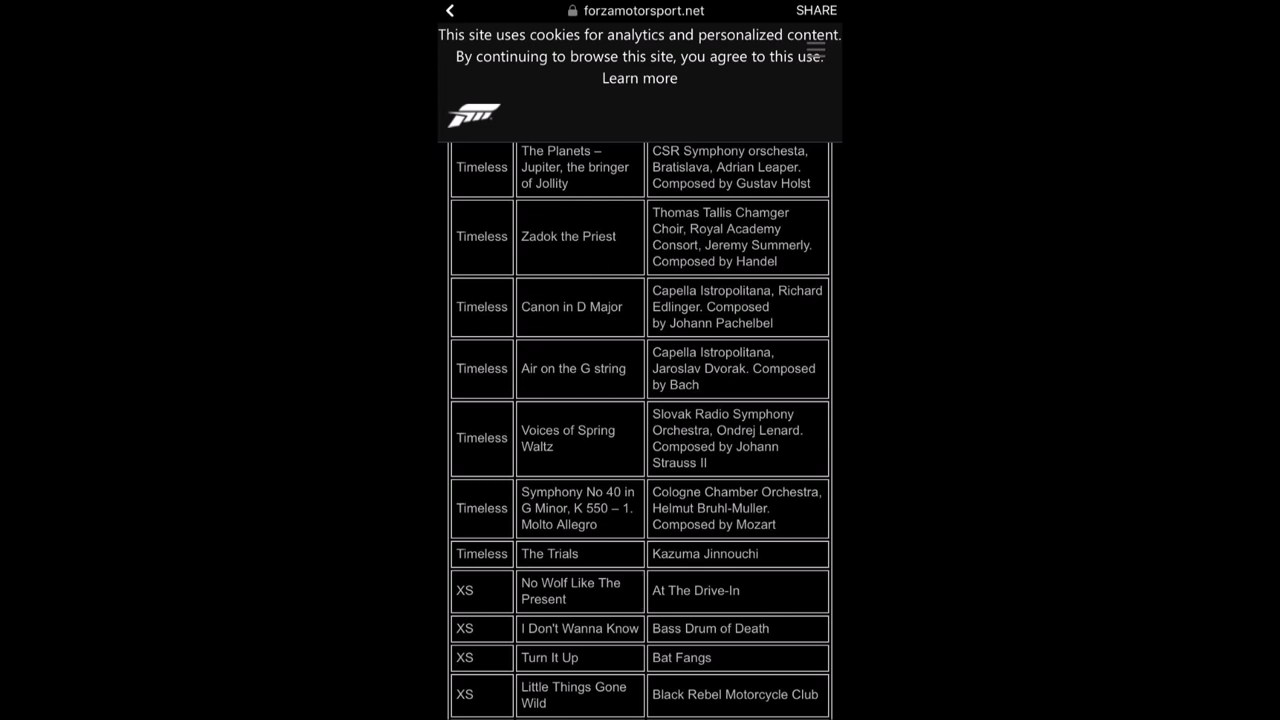 forzamotorsport.net
SHARE
This site uses cookies for analytics and personalized content.
By continuing to browse this site, you agree to this use.
Learn more
Timeless
The Planets –
Jupiter, the bringer
of Jollity
CSR Symphony orschesta,
Bratislava, Adrian Leaper.
Composed by Gustav Holst
Timeless
Zadok the Priest
Thomas Tallis Chamger
Choir, Royal Academy
Consort, Jeremy Summerly.
Composed by Handel
Timeless
Canon in D Major
Capella Istropolitana, Richard
Edlinger. Composed
by Johann Pachelbel
Timeless
Air on the G string
Capella Istropolitana,
Jaroslav Dvorak. Composed
by Bach
Timeless
Voices of Spring
Waltz
Slovak Radio Symphony
Orchestra, Ondrej Lenard.
Composed by Johann
Strauss II
Timeless
Symphony No 40 in
G Minor, K 550 – 1.
Molto Allegro
Cologne Chamber Orchestra,
Helmut Bruhl-Muller.
Composed by Mozart
Timeless
The Trials
Kazuma Jinnouchi
XS
No Wolf Like The
Present
At The Drive-In
XS
I Don't Wanna Know
Bass Drum of Death
XS
Turn It Up
Bat Fangs
XS
Little Things Gone
Wild
Black Rebel Motorcycle Club